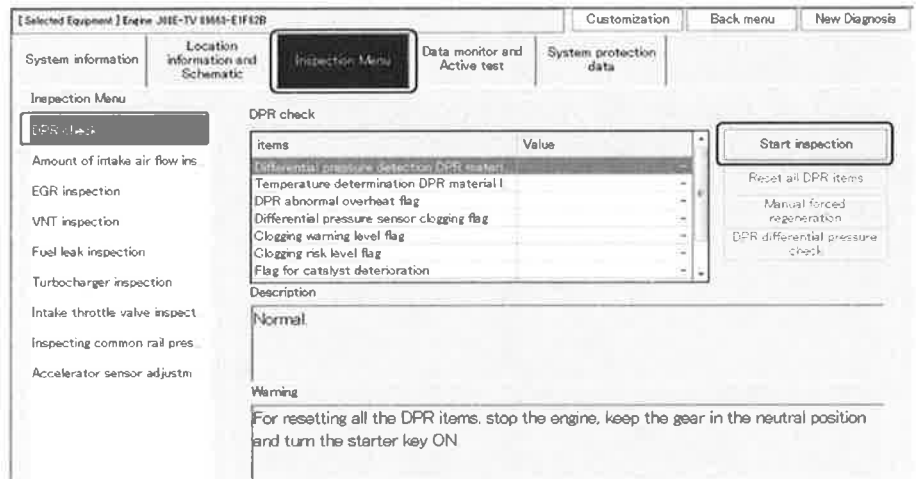 [ Selected Equipment ] Engine J08E-TV 89663-E1F82B
Customization
Back menu
New Diagnosis
System information
Location
information and
Schematic
Inspection Menu
Data monitor and
Active test
System protection
data
Inspection Menu
DPR check
Amount of intake air flow ins
EGR inspection
VNT inspection
Fuel leak inspection
Turbocharger inspection
Intake throttle valve inspect
Inspecting common rail pres
Accelerator sensor adjustm
DPR check
items Value
Differential pressure detection DPR materi -
Temperature determination DPR material l -
DPR abnormal overheat flag -
Differential pressure sensor clogging flag -
Clogging warning level flag -
Clogging risk level flag -
Flag for catalyst deterioration -
Start inspection
Reset all DPR items
Manual forced
regeneration
DPR differential pressure
check
Description
Normal.
Warning
For resetting all the DPR items, stop the engine, keep the gear in the neutral position
and turn the starter key ON